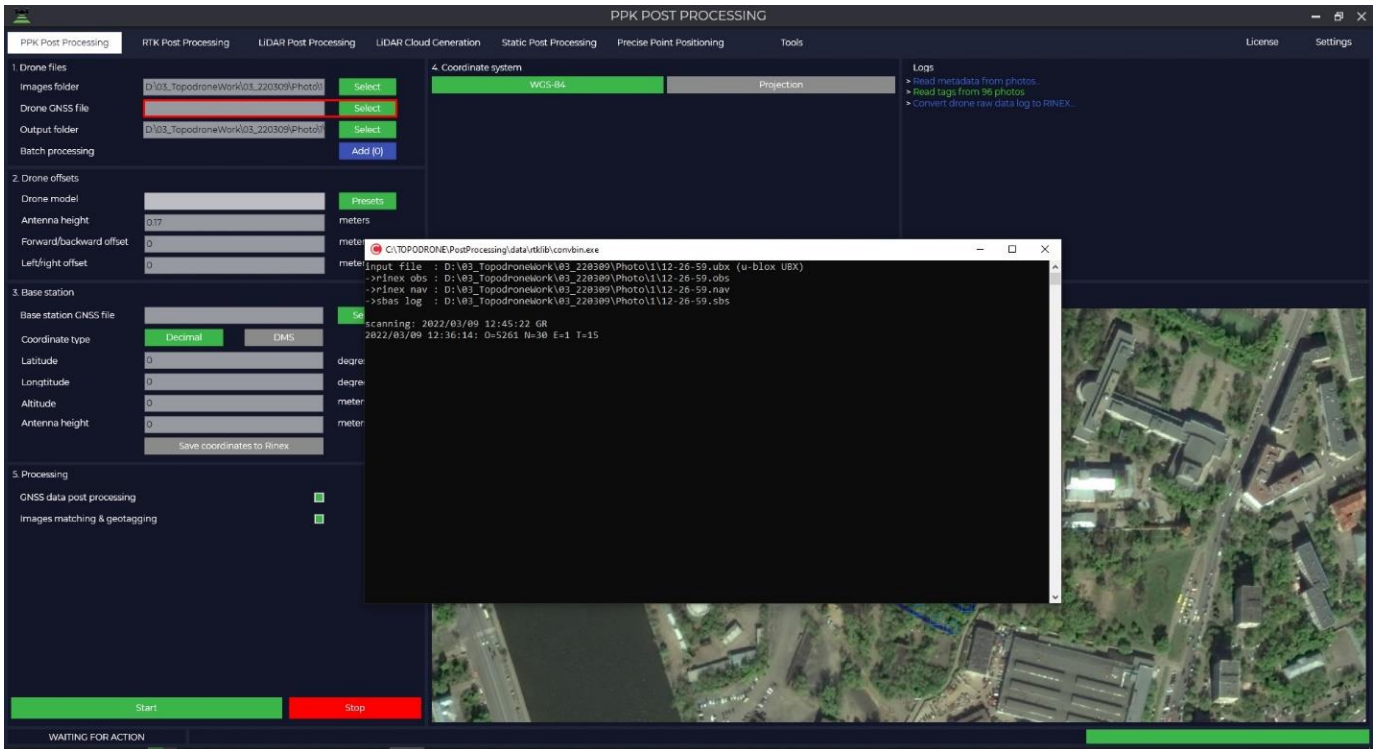 PPK POST PROCESSING
PPK Post Processing RTK Post Processing LiDAR Post Processing LiDAR Cloud Generation Static Post Processing Precise Point Positioning Tools License Settings
1. Drone files
Images folder D:\03_TopodroneWork\03_220309\Photo\1 Select
Drone GNSS file Select
Output folder D:\03_TopodroneWork\03_220309\Photo\1 Select
Batch processing Add (0)
2. Drone offsets
Drone model Presets
Antenna height 0.17 meters
Forward/backward offset 0
Left/right offset 0
3. Base station
Base station GNSS file
Coordinate type Decimal DMS
Latitude 0
Longtitude 0
Altitude 0
Antenna height 0
Save coordinates to Rinex
5. Processing
GNSS data post processing
Images matching & geotagging
Start Stop
WAITING FOR ACTION
4. Coordinate system
WGS-84 Projection
Logs
> Read metadata from photos...
> Read tags from 96 photos
> Convert drone raw data log to RINEX...
C:\TOPODRONE\PostProcessing\data\rtklib\convbin.exe
input file : D:\03_TopodroneWork\03_220309\Photo\1\12-26-59.ubx (u-blox UBX)
->rinex obs : D:\03_TopodroneWork\03_220309\Photo\1\12-26-59.obs
->rinex nav : D:\03_TopodroneWork\03_220309\Photo\1\12-26-59.nav
->sbas log : D:\03_TopodroneWork\03_220309\Photo\1\12-26-59.sbs
scanning: 2022/03/09 12:45:22 GR
2022/03/09 12:36:14: O=5261 N=30 E=1 T=15